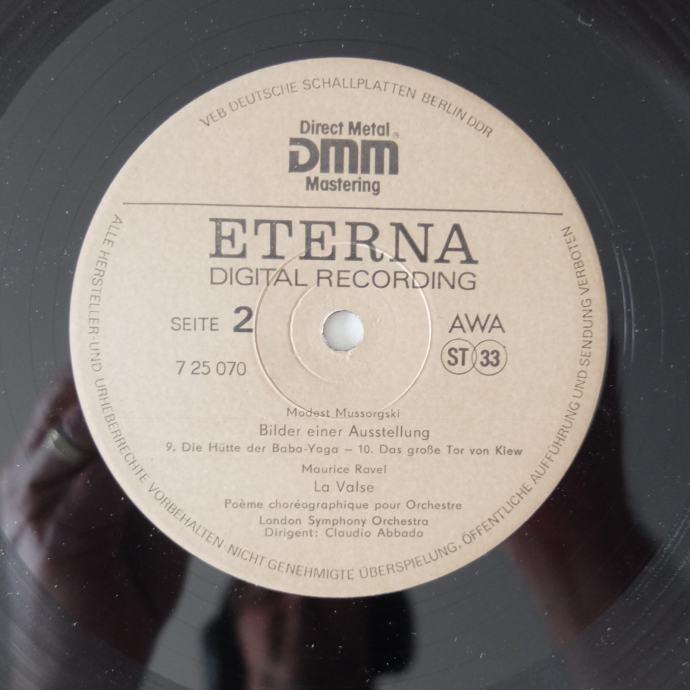 VEB DEUTSCHE SCHALLPLATTEN BERLIN DDR
Direct Metal
DMM ®
Mastering
ETERNA
DIGITAL RECORDING
SEITE 2
AWA
7 25 070
ST 33
Modest Mussorgski
Bilder einer Ausstellung
9. Die Hütte der Baba-Yaga – 10. Das große Tor von Kiew
Maurice Ravel
La Valse
Poème choréographique pour Orchestre
London Symphony Orchestra
Dirigent: Claudio Abbado
ALLE HERSTELLER- UND URHEBERRECHTE VORBEHALTEN. NICHT GENEHMIGTE ÜBERSPIELUNG, ÖFFENTLICHE AUFFÜHRUNG UND SENDUNG VERBOTEN